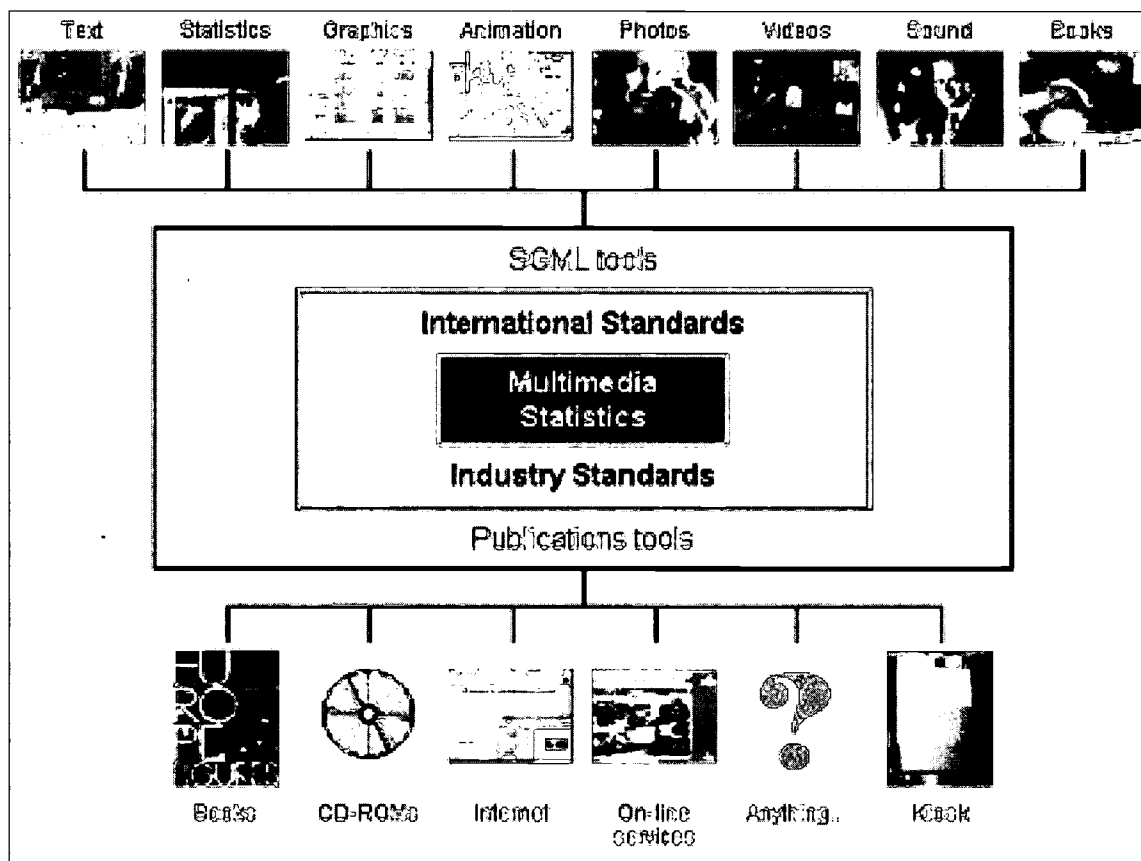 Text Statistics Graphics Animation Photos Videos Sound Books
SGML tools
International Standards
Multimedia
Statistics
Industry Standards
Publications tools
Books CD-ROMs Internet On-line Anything.. Kiosk
services